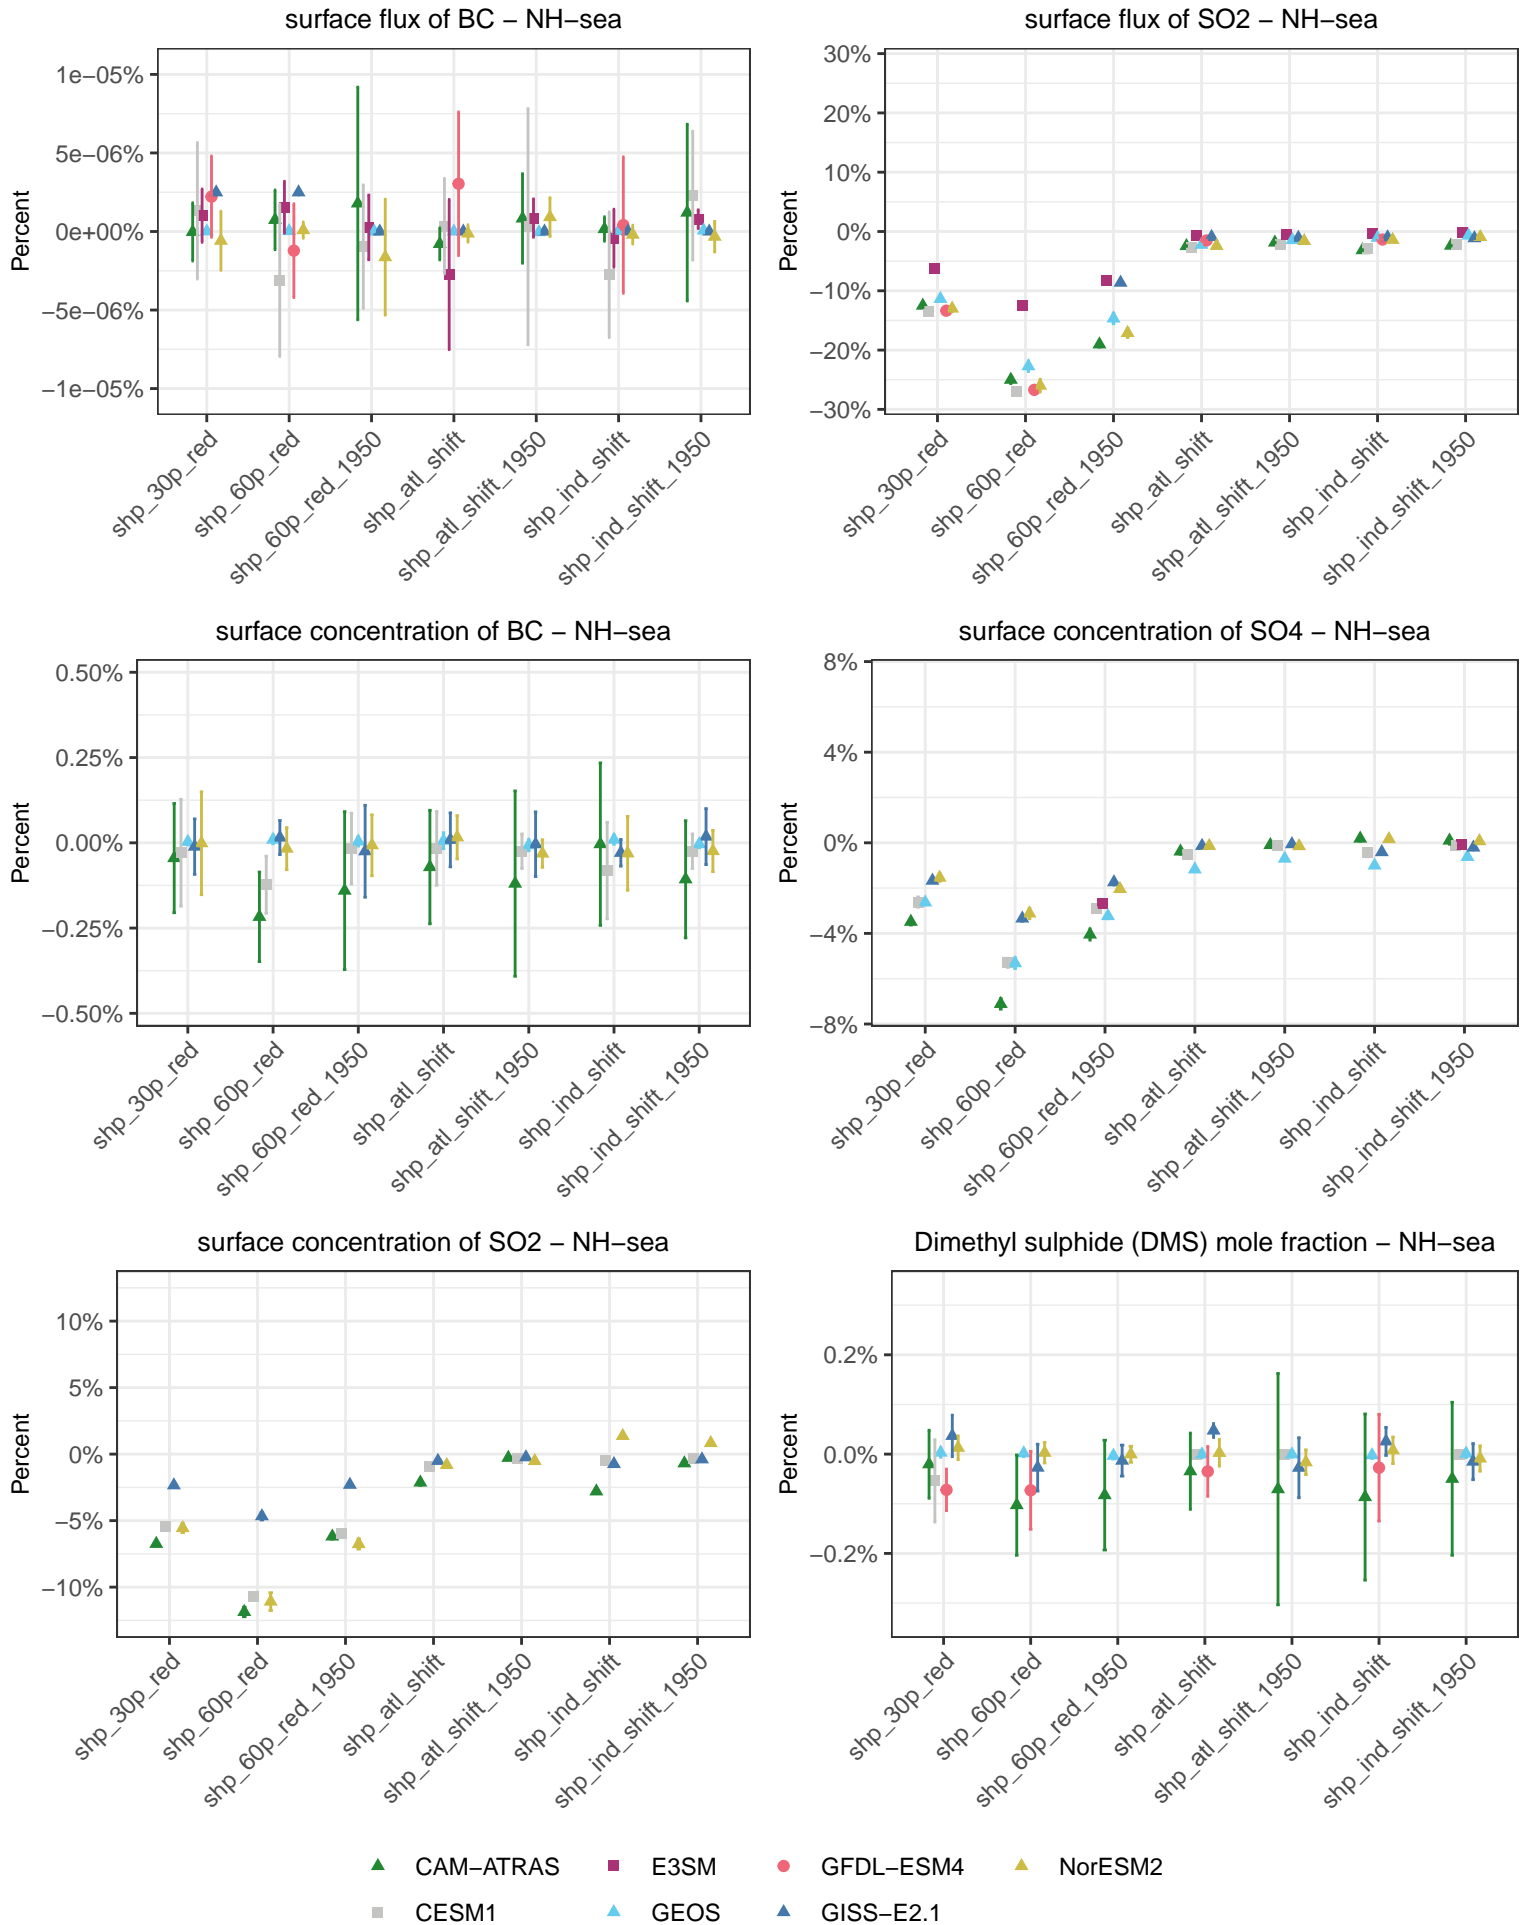 surface flux of BC − NH−sea
Percent
1e−05%
5e−06%
0e+00%
−5e−06%
−1e−05%
shp_30p_red
shp_60p_red
shp_60p_red_1950
shp_atl_shift
shp_atl_shift_1950
shp_ind_shift
shp_ind_shift_1950
surface flux of SO2 − NH−sea
Percent
30%
20%
10%
0%
−10%
−20%
−30%
shp_30p_red
shp_60p_red
shp_60p_red_1950
shp_atl_shift
shp_atl_shift_1950
shp_ind_shift
shp_ind_shift_1950
surface concentration of BC − NH−sea
Percent
0.50%
0.25%
0.00%
−0.25%
−0.50%
shp_30p_red
shp_60p_red
shp_60p_red_1950
shp_atl_shift
shp_atl_shift_1950
shp_ind_shift
shp_ind_shift_1950
surface concentration of SO4 − NH−sea
Percent
8%
4%
0%
−4%
−8%
shp_30p_red
shp_60p_red
shp_60p_red_1950
shp_atl_shift
shp_atl_shift_1950
shp_ind_shift
shp_ind_shift_1950
surface concentration of SO2 − NH−sea
Percent
10%
5%
0%
−5%
−10%
shp_30p_red
shp_60p_red
shp_60p_red_1950
shp_atl_shift
shp_atl_shift_1950
shp_ind_shift
shp_ind_shift_1950
Dimethyl sulphide (DMS) mole fraction − NH−sea
Percent
0.2%
0.0%
−0.2%
shp_30p_red
shp_60p_red
shp_60p_red_1950
shp_atl_shift
shp_atl_shift_1950
shp_ind_shift
shp_ind_shift_1950
CAM−ATRAS E3SM GFDL−ESM4 NorESM2
CESM1 GEOS GISS−E2.1